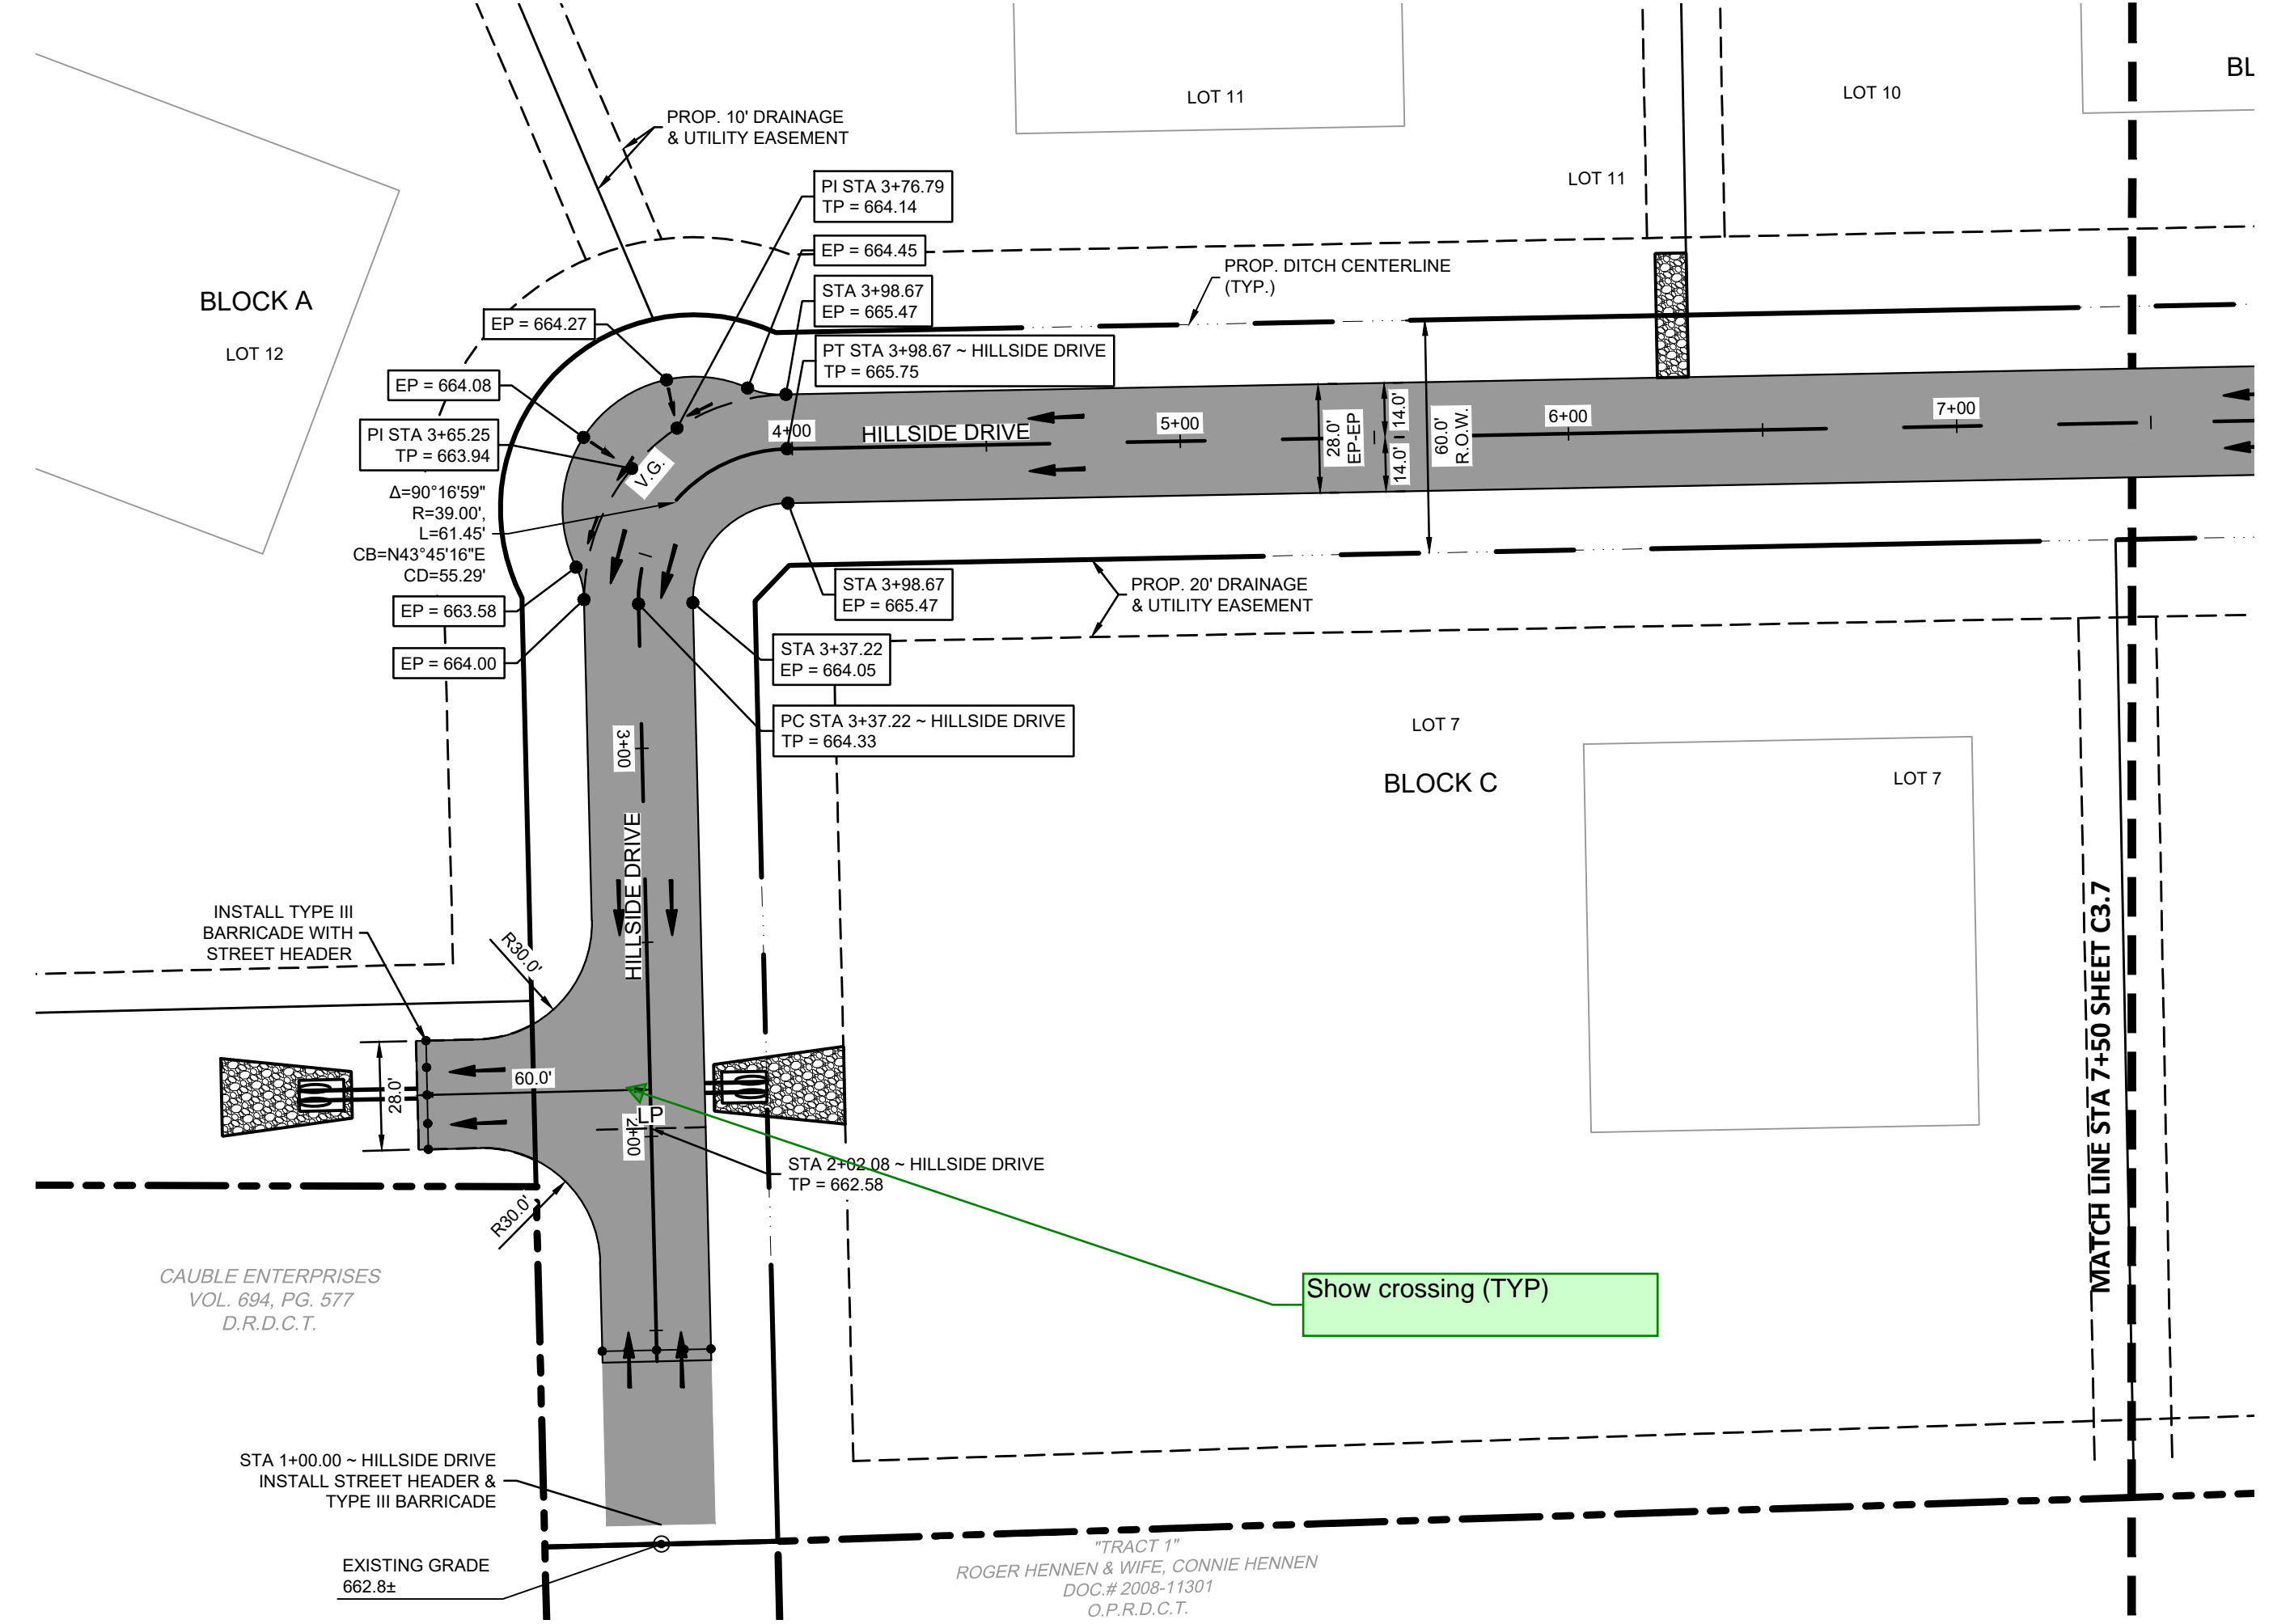 BL
LOT 11
LOT 10
PROP. 10' DRAINAGE
& UTILITY EASEMENT
LOT 11
PI STA 3+76.79
TP = 664.14
EP = 664.45
PROP. DITCH CENTERLINE
(TYP.)
STA 3+98.67
EP = 665.47
BLOCK A
LOT 12
EP = 664.27
PT STA 3+98.67 ~ HILLSIDE DRIVE
TP = 665.75
EP = 664.08
PI STA 3+65.25
TP = 663.94
4+00
HILLSIDE DRIVE
5+00
28.0'
EP-EP
14.0'
14.0'
60.0'
R.O.W.
6+00
7+00
V.G.
Δ=90°16'59"
R=39.00',
L=61.45'
CB=N43°45'16"E
CD=55.29'
EP = 663.58
EP = 664.00
STA 3+98.67
EP = 665.47
PROP. 20' DRAINAGE
& UTILITY EASEMENT
STA 3+37.22
EP = 664.05
PC STA 3+37.22 ~ HILLSIDE DRIVE
TP = 664.33
3+00
HILLSIDE DRIVE
LOT 7
BLOCK C
LOT 7
MATCH LINE STA 7+50 SHEET C3.7
INSTALL TYPE III
BARRICADE WITH
STREET HEADER
R30.0'
28.0'
60.0'
LP
2+00
STA 2+02.08 ~ HILLSIDE DRIVE
TP = 662.58
R30.0'
Show crossing (TYP)
CAUBLE ENTERPRISES
VOL. 694, PG. 577
D.R.D.C.T.
STA 1+00.00 ~ HILLSIDE DRIVE
INSTALL STREET HEADER &
TYPE III BARRICADE
EXISTING GRADE
662.8±
"TRACT 1"
ROGER HENNEN & WIFE, CONNIE HENNEN
DOC.# 2008-11301
O.P.R.D.C.T.